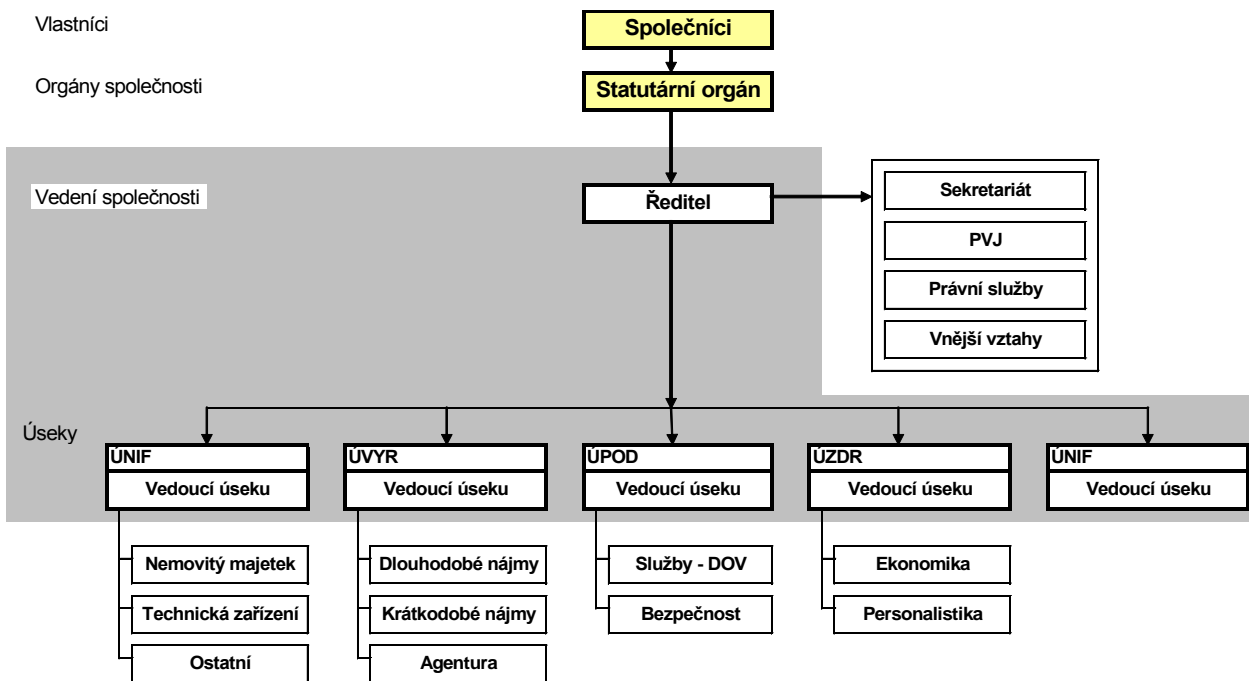 Vlastníci
Společníci
Orgány společnosti
Statutární orgán
Vedení společnosti
Ředitel
Sekretariát
PVJ
Právní služby
Vnější vztahy
Úseky
ÚNIF
ÚVYR
ÚPOD
ÚZDR
ÚNIF
Vedoucí úseku
Vedoucí úseku
Vedoucí úseku
Vedoucí úseku
Vedoucí úseku
Nemovitý majetek
Dlouhodobé nájmy
Služby - DOV
Ekonomika
Technická zařízení
Krátkodobé nájmy
Bezpečnost
Personalistika
Ostatní
Agentura